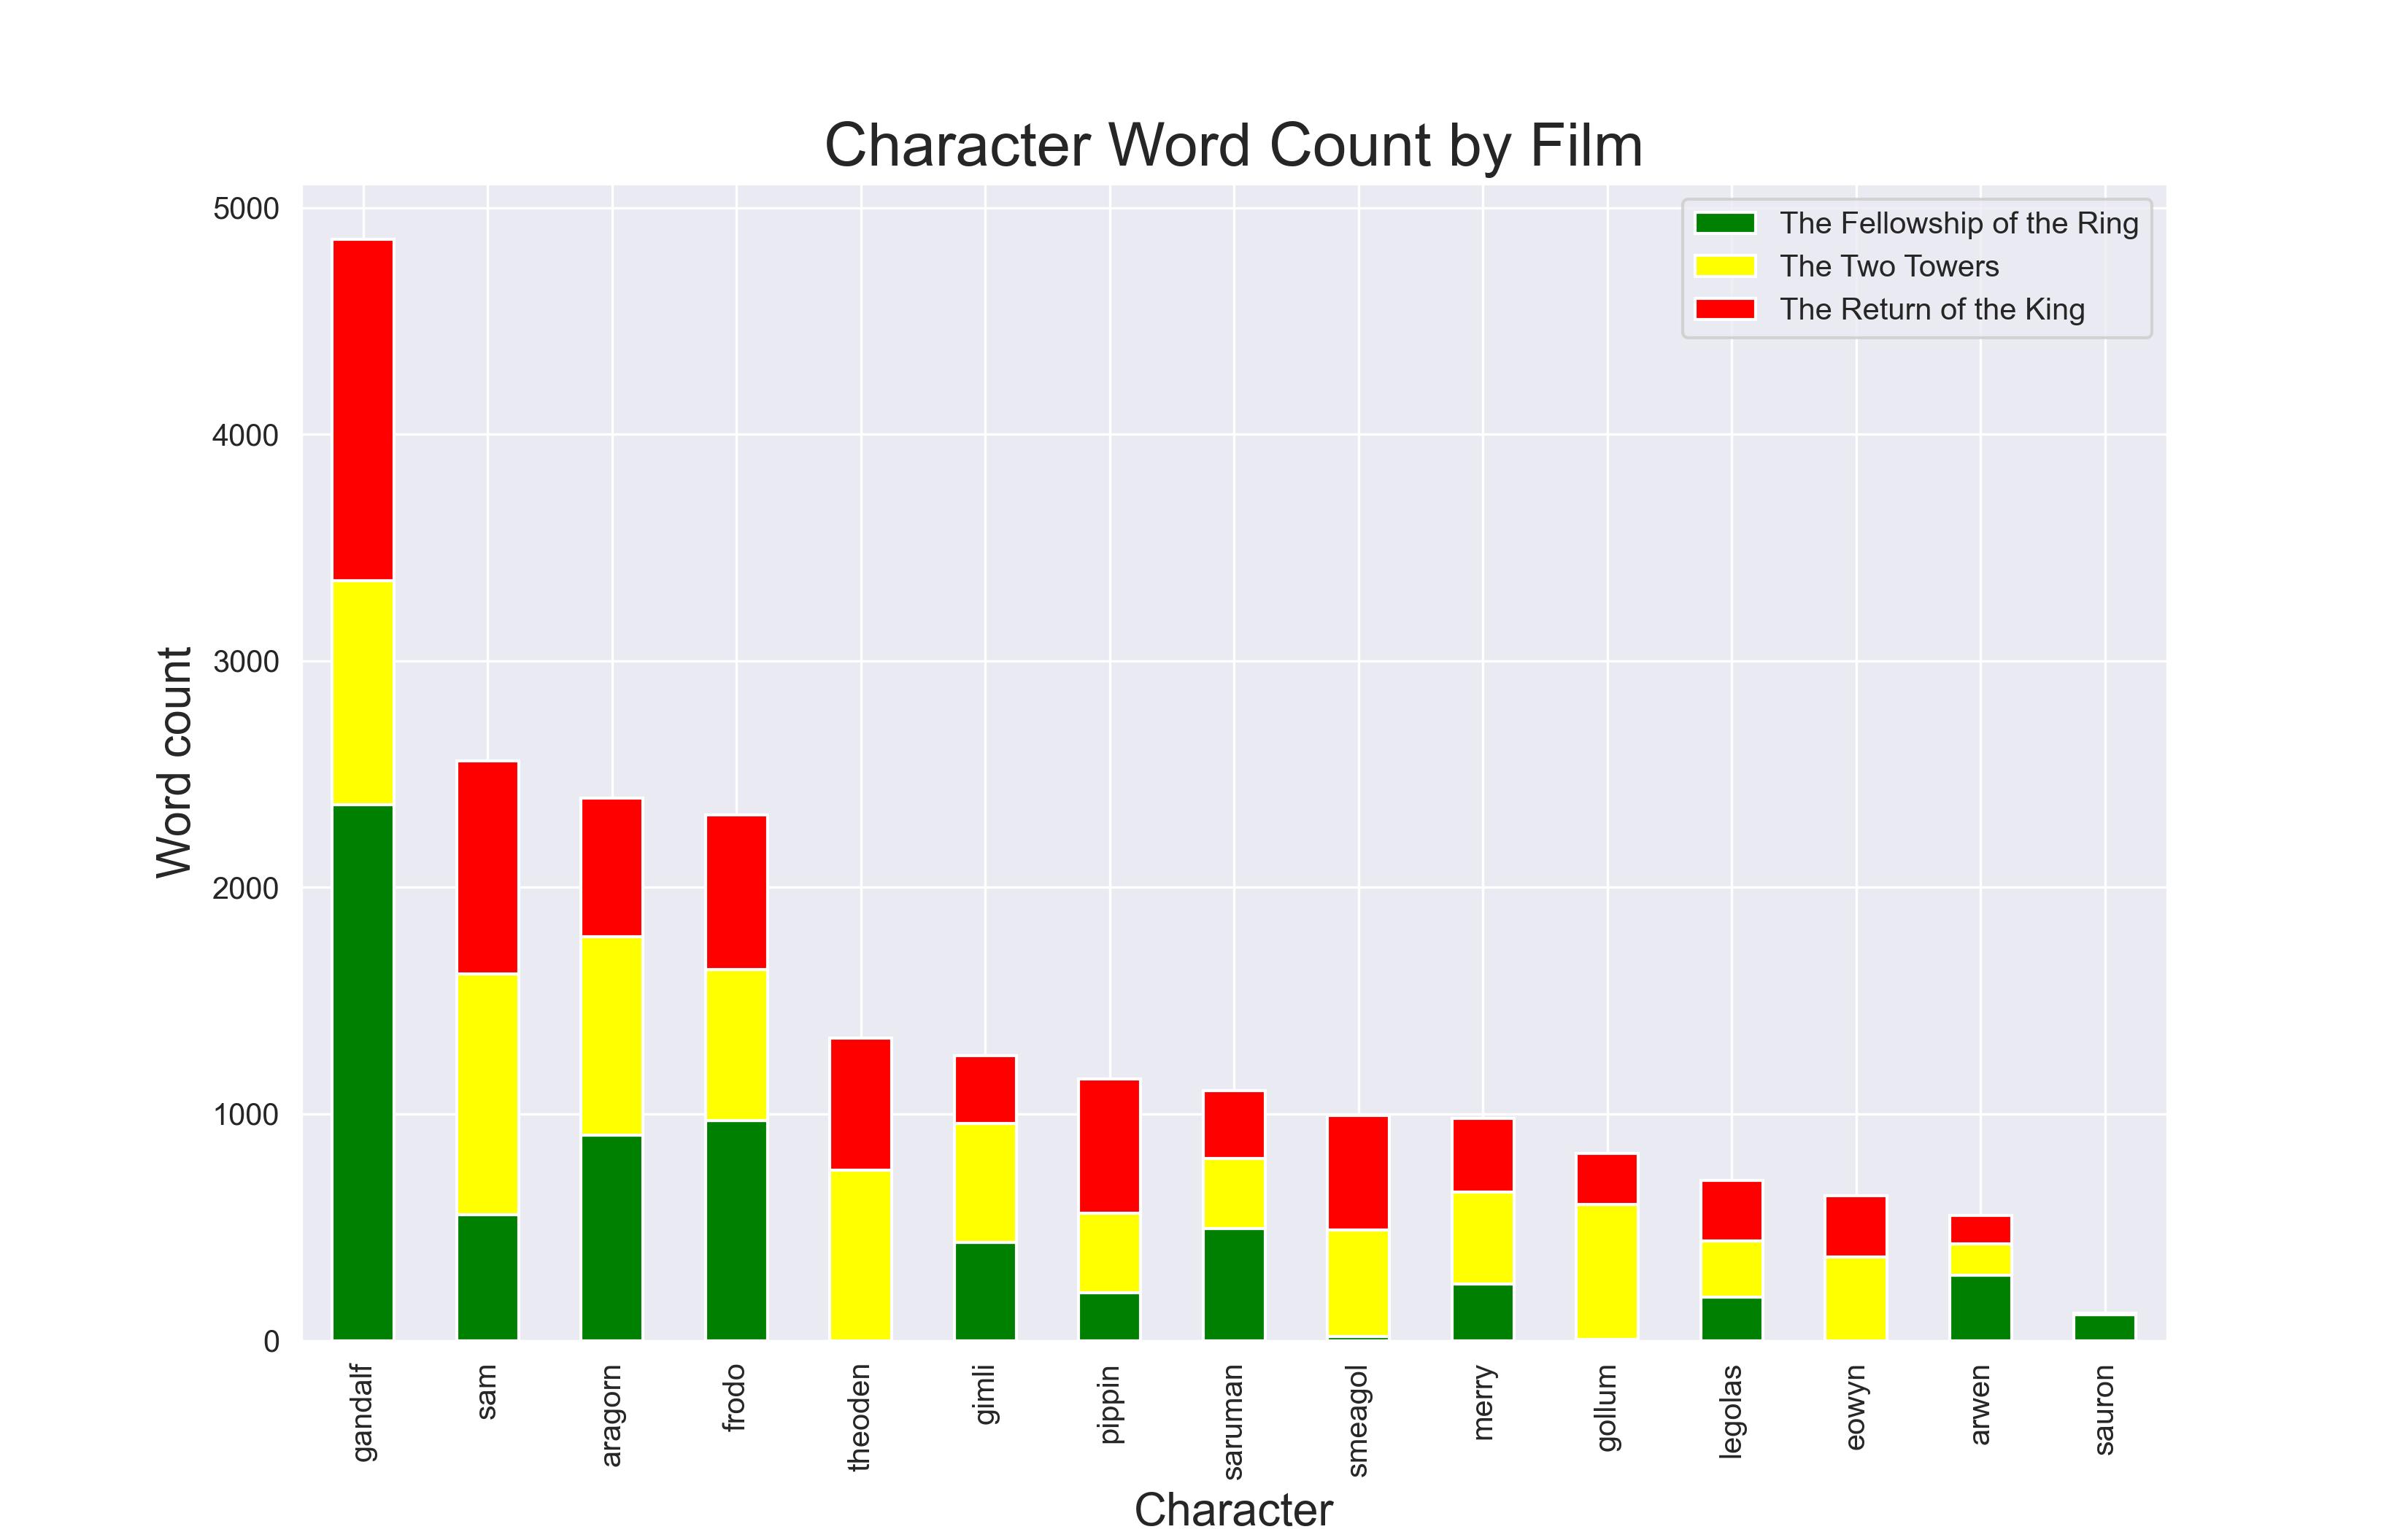 Character Word Count by Film
The Fellowship of the Ring
The Two Towers
The Return of the King
Word count
5000
4000
3000
2000
1000
0
gandalf
sam
aragorn
frodo
theoden
gimli
pippin
saruman
smeagol
merry
gollum
legolas
eowyn
arwen
sauron
Character